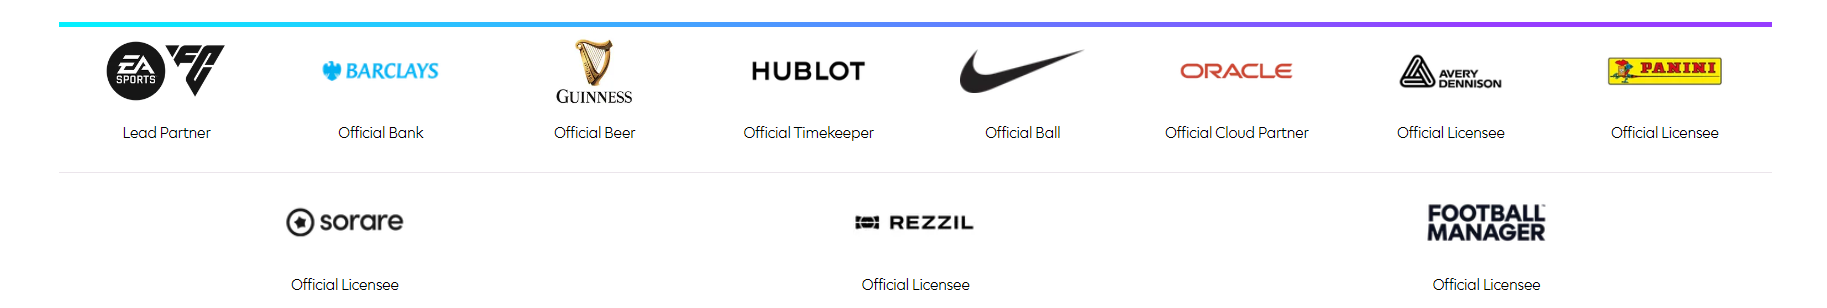 EA SPORTS FC
BARCLAYS
GUINNESS
HUBLOT
ORACLE
AVERY
DENNISON
PANINI
Lead Partner
Official Bank
Official Beer
Official Timekeeper
Official Ball
Official Cloud Partner
Official Licensee
Official Licensee
sorare
REZZIL
FOOTBALL
MANAGER
Official Licensee
Official Licensee
Official Licensee